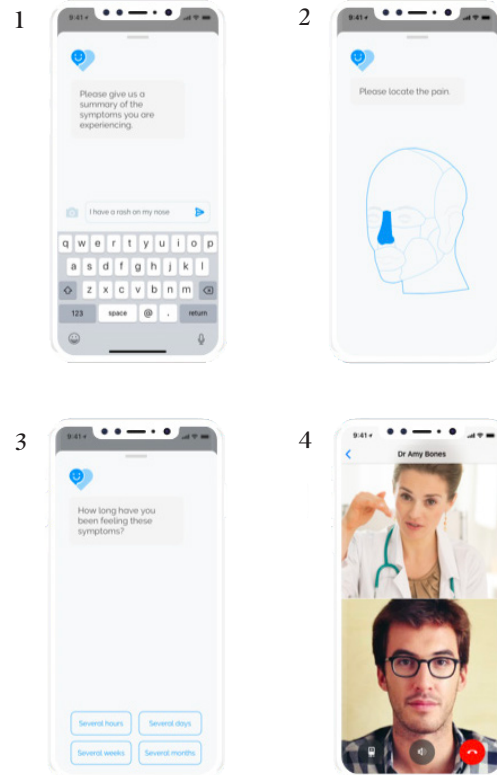 1
9:41
Please give us a
summary of the
symptoms you are
experiencing.
I have a rash on my nose
q w e r t y u i o p
a s d f g h j k l
z x c v b n m
123 space @ . return
2
9:41
Please locate the pain.
3
9:41
How long have you
been feeling these
symptoms?
Several hours Several days
Several weeks Several months
4
9:41
Dr Amy Bones